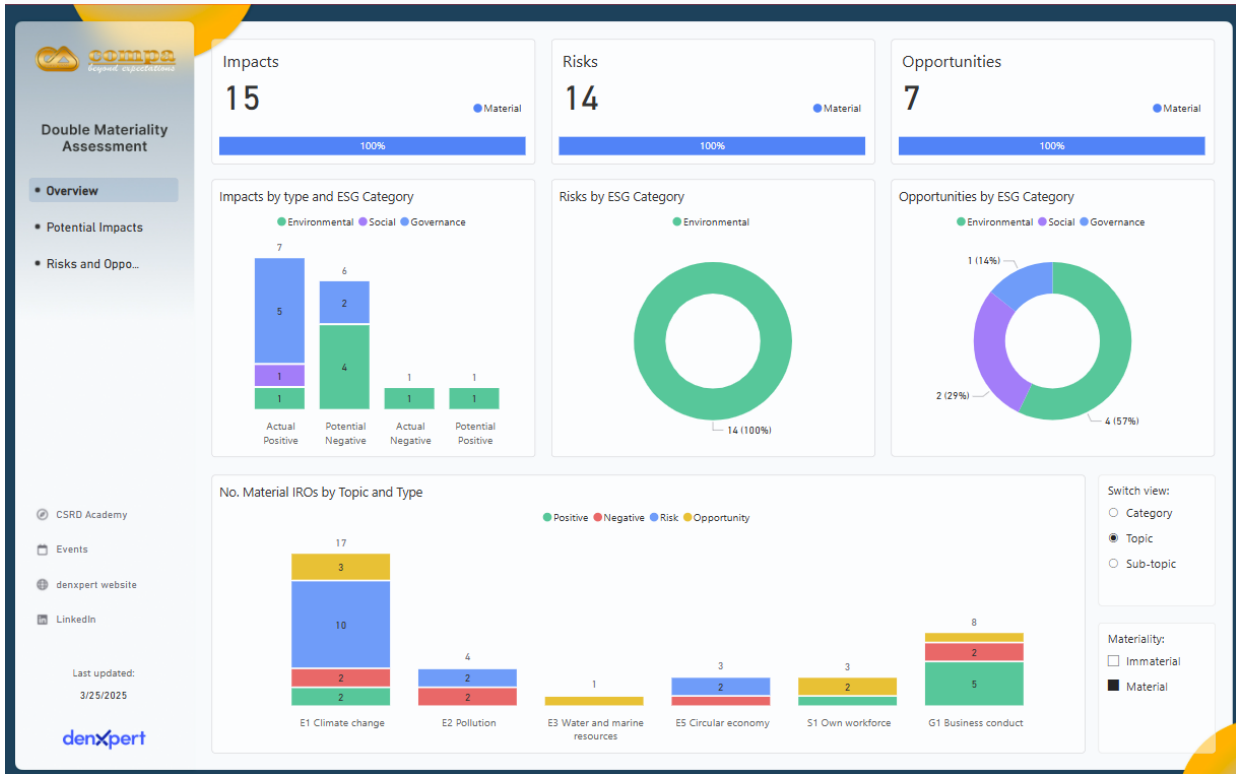 compa
beyond expectations
Double Materiality
Assessment
Overview
Potential Impacts
Risks and Oppo...
CSRD Academy
Events
denxpert website
LinkedIn
Last updated:
3/25/2025
denxpert
Impacts
15
Material
100%
Risks
14
Material
100%
Opportunities
7
Material
100%
Impacts by type and ESG Category
Environmental Social Governance
7
5
1
1
6
2
4
1
1
1
1
Actual
Positive
Potential
Negative
Actual
Negative
Potential
Positive
Risks by ESG Category
Environmental
14 (100%)
Opportunities by ESG Category
Environmental Social Governance
1 (14%)
2 (29%)
4 (57%)
No. Material IROs by Topic and Type
Positive Negative Risk Opportunity
17
3
10
2
2
4
2
2
1
3
2
3
2
8
2
5
E1 Climate change
E2 Pollution
E3 Water and marine
resources
E5 Circular economy
S1 Own workforce
G1 Business conduct
Switch view:
Category
Topic
Sub-topic
Materiality:
Immaterial
Material